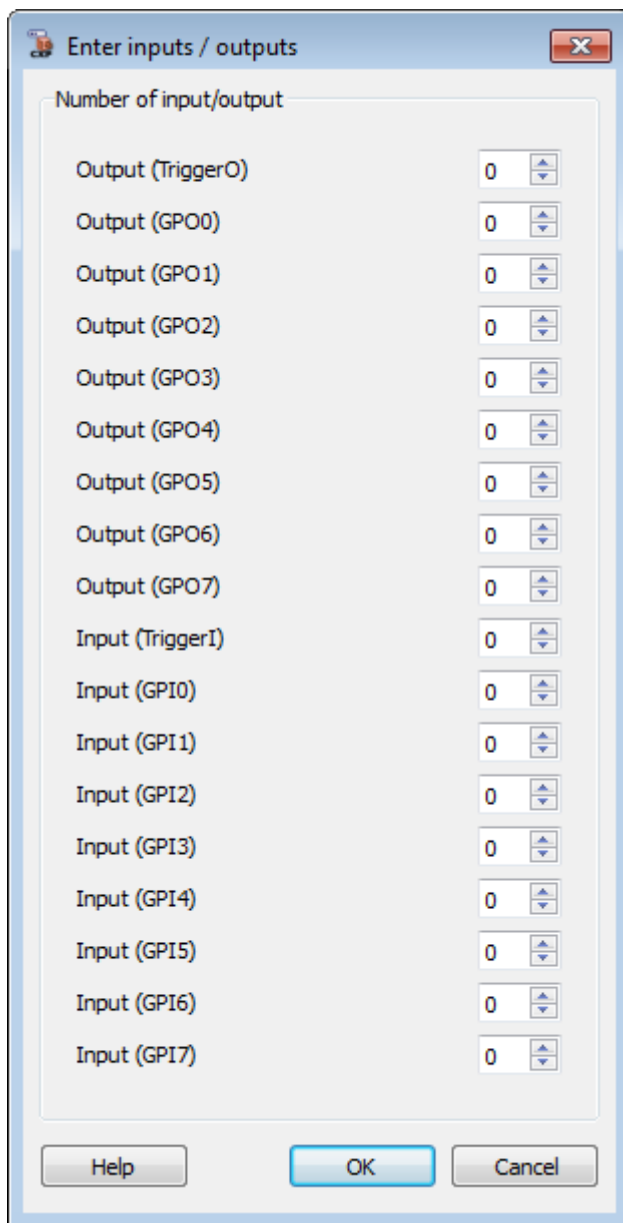 Enter inputs / outputs
Number of input/output
Output (TriggerO) 0
Output (GPO0) 0
Output (GPO1) 0
Output (GPO2) 0
Output (GPO3) 0
Output (GPO4) 0
Output (GPO5) 0
Output (GPO6) 0
Output (GPO7) 0
Input (TriggerI) 0
Input (GPI0) 0
Input (GPI1) 0
Input (GPI2) 0
Input (GPI3) 0
Input (GPI4) 0
Input (GPI5) 0
Input (GPI6) 0
Input (GPI7) 0
Help OK Cancel